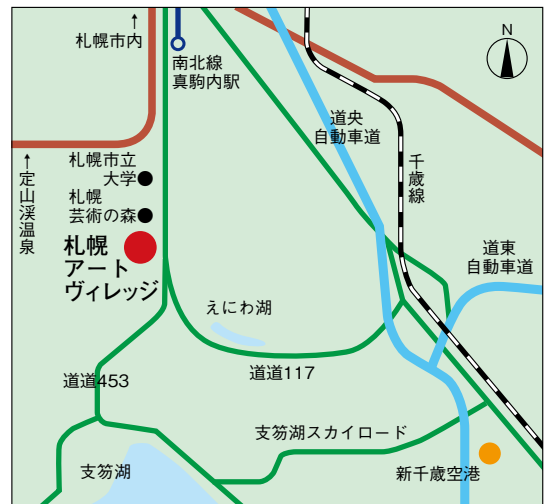 ↑
札幌市内
南北線
真駒内駅
N
道央
自動車道
千歳線
↑
定山渓温泉
札幌市立
大学
札幌
芸術の森
札幌
アート
ヴィレッジ
道東
自動車道
えにわ湖
道道453
道道117
支笏湖スカイロード
支笏湖
新千歳空港